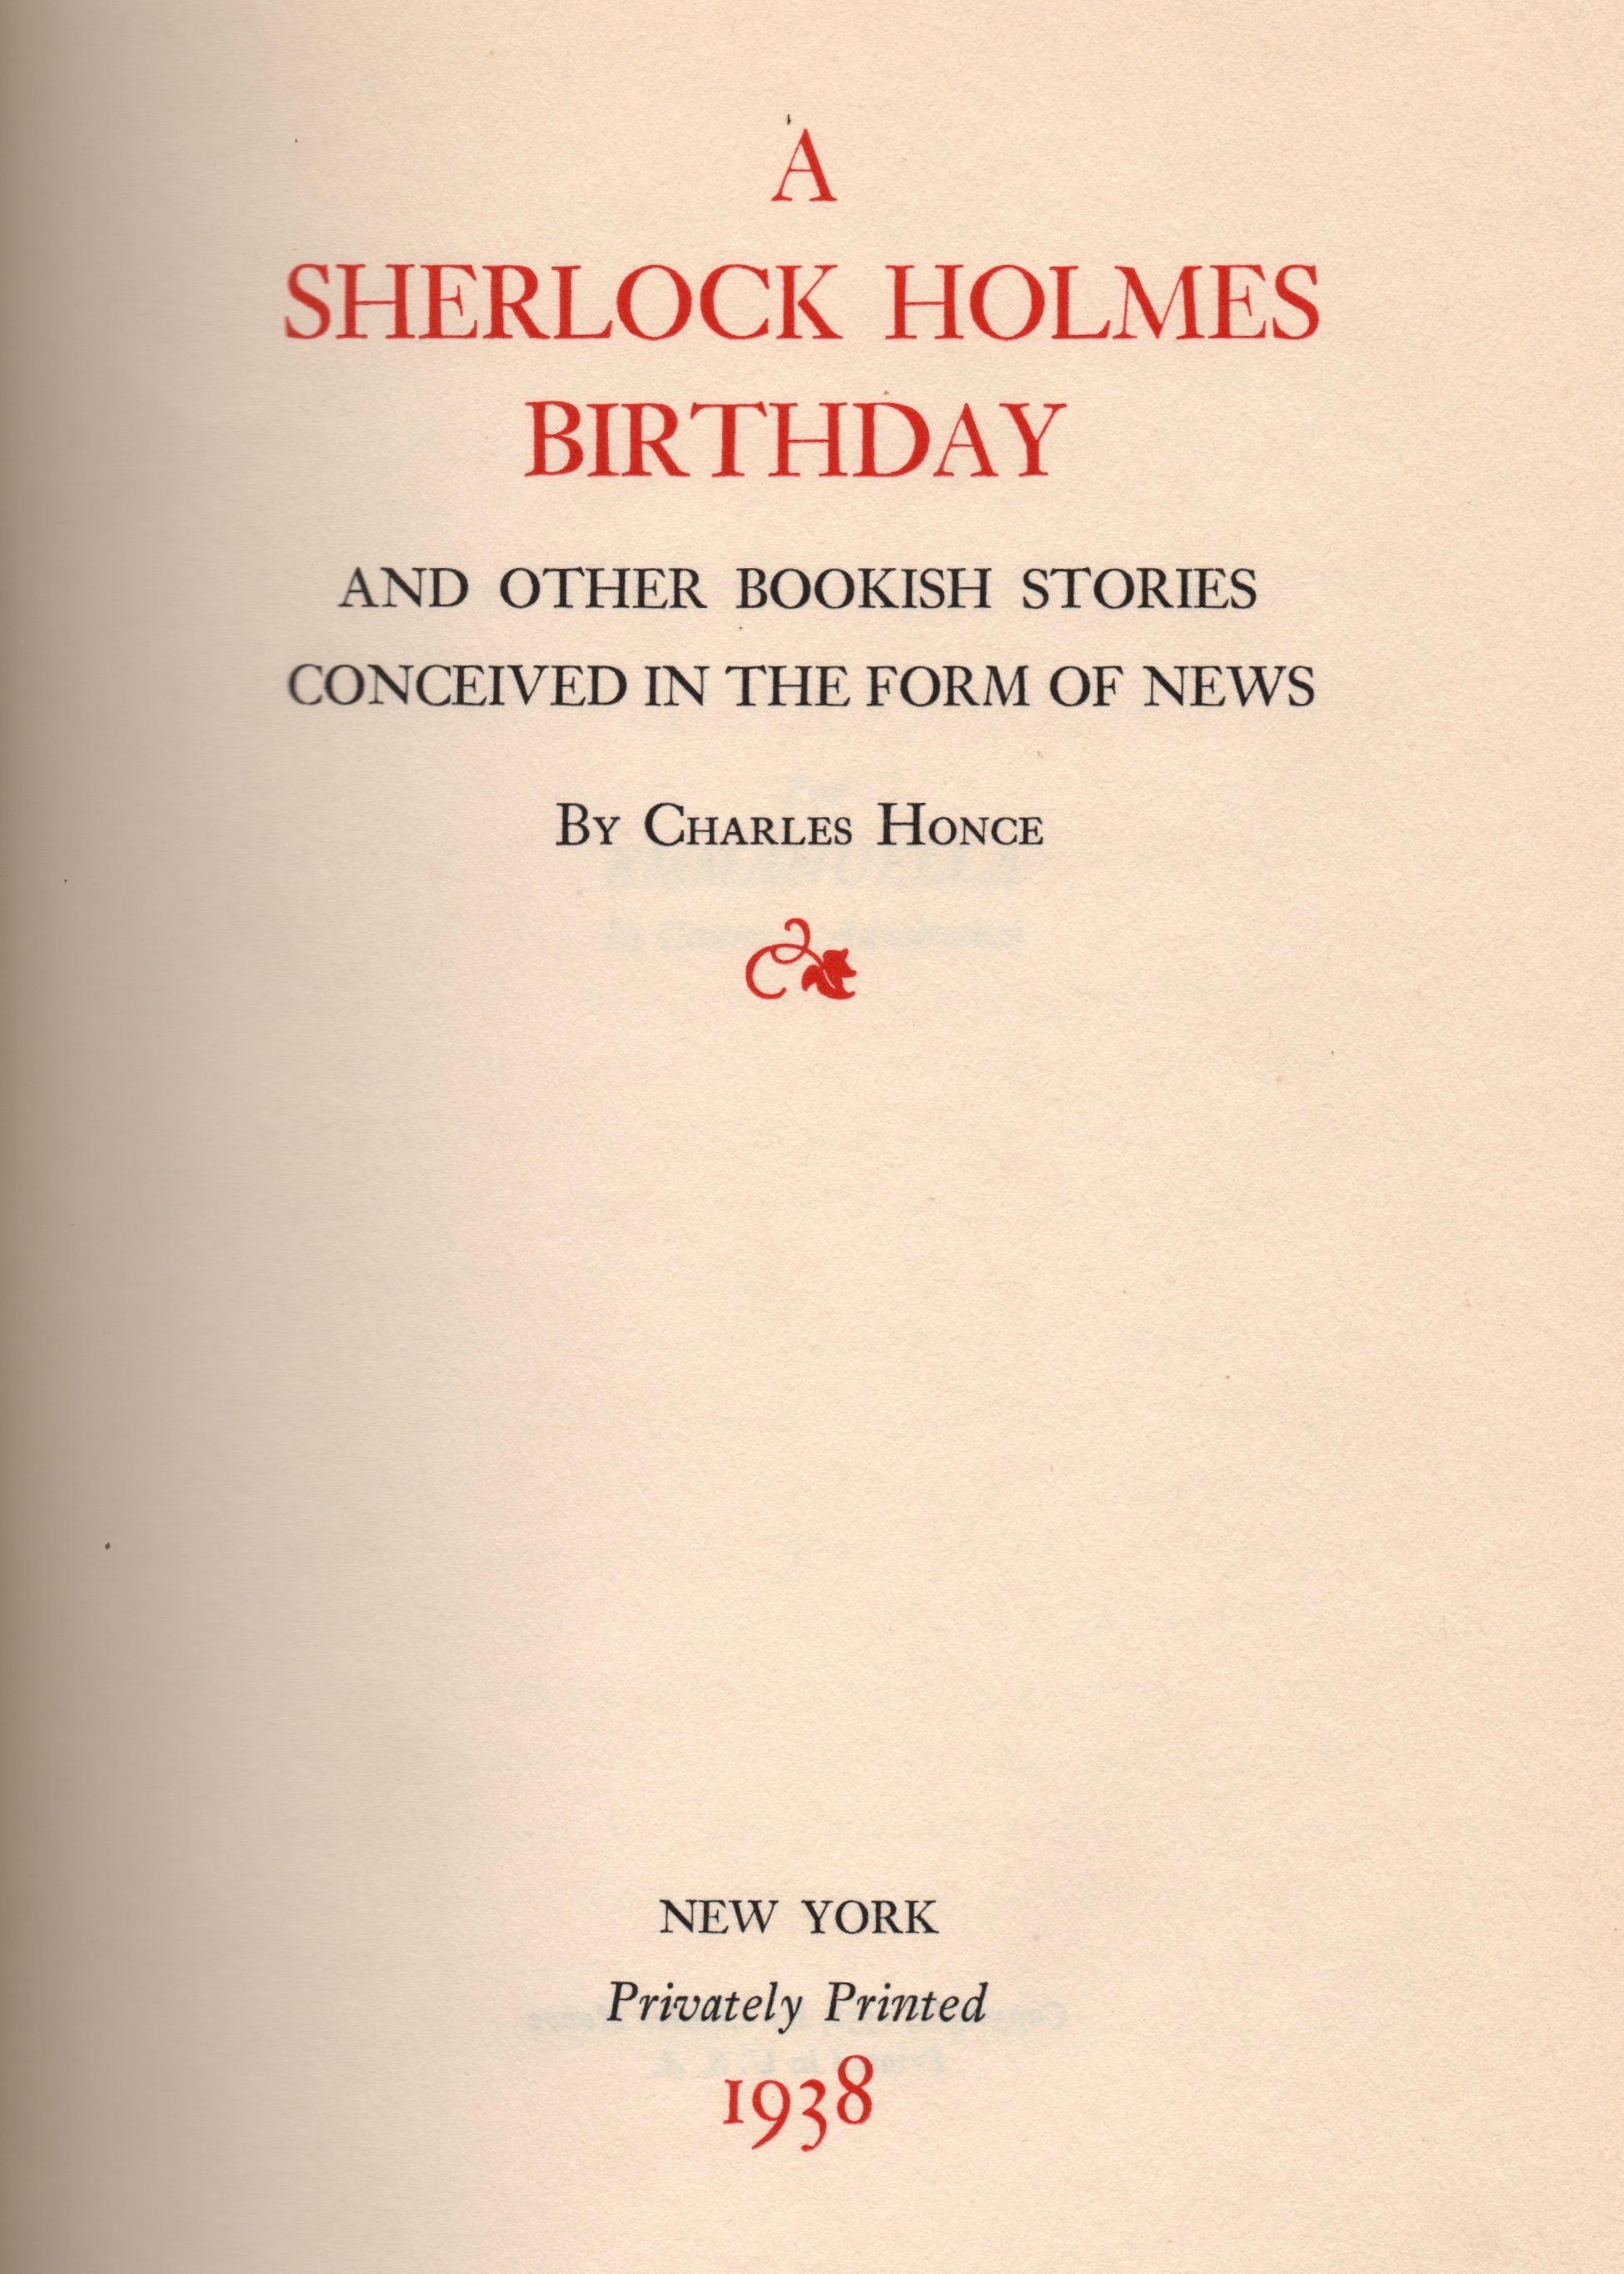 A
SHERLOCK HOLMES
BIRTHDAY
AND OTHER BOOKISH STORIES
CONCEIVED IN THE FORM OF NEWS
BY CHARLES HONCE
NEW YORK
Privately Printed
1938